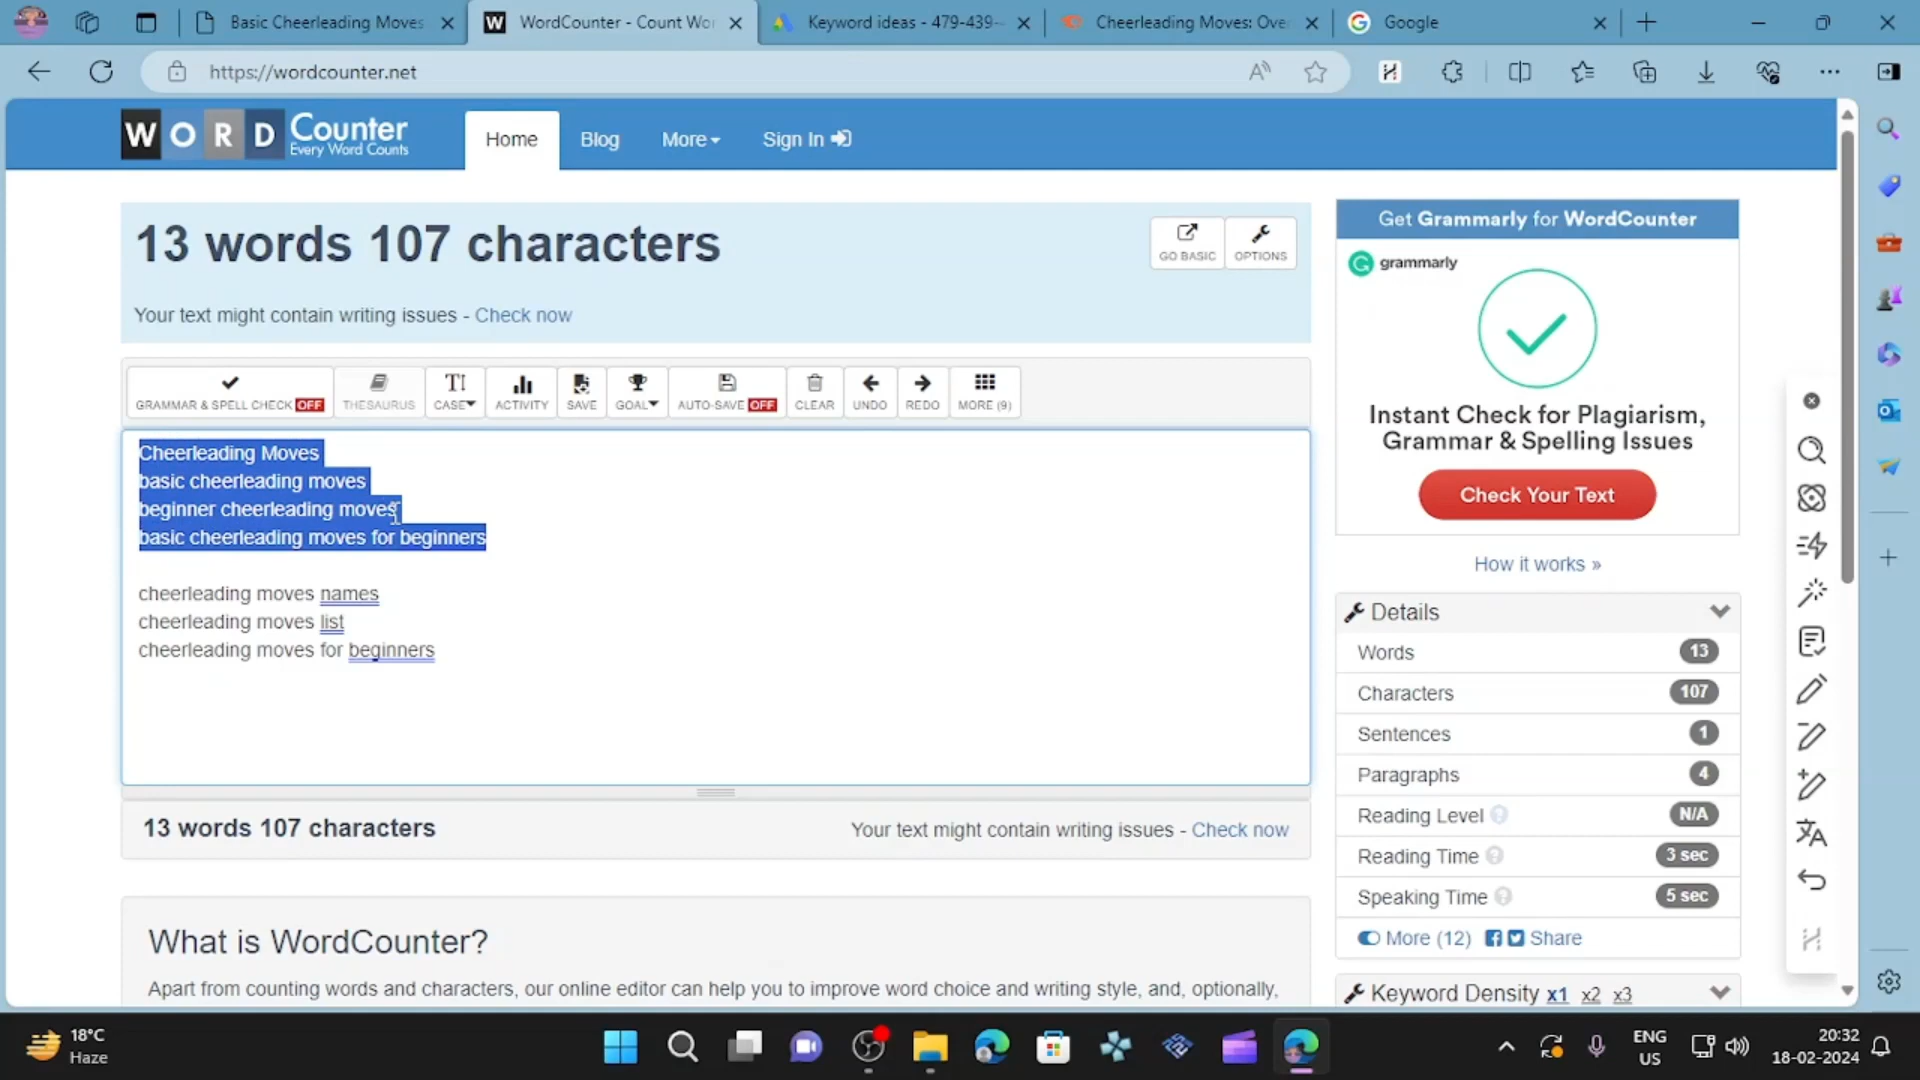 Basic Cheerleading Moves
WordCounter - Count Wor
Keyword ideas - 479-439-
Cheerleading Moves: Over
Google
https://wordcounter.net
WORD Counter
Every Word Counts
Home
Blog
More
Sign In
13 words 107 characters
GO BASIC
OPTIONS
Your text might contain writing issues - Check now
GRAMMAR & SPELL CHECK OFF
THESAURUS
CASE
ACTIVITY
SAVE
GOAL
AUTO-SAVE OFF
CLEAR
UNDO
REDO
MORE (9)
Cheerleading Moves
basic cheerleading moves
beginner cheerleading moves
basic cheerleading moves for beginners
cheerleading moves names
cheerleading moves list
cheerleading moves for beginners
13 words 107 characters
Your text might contain writing issues - Check now
What is WordCounter?
Apart from counting words and characters, our online editor can help you to improve word choice and writing style, and, optionally,
Get Grammarly for WordCounter
grammarly
Instant Check for Plagiarism,
Grammar & Spelling Issues
Check Your Text
How it works »
Details
Words 13
Characters 107
Sentences 1
Paragraphs 4
Reading Level N/A
Reading Time 3 sec
Speaking Time 5 sec
More (12) Share
Keyword Density x1 x2 x3
18°C
Haze
ENG
US
20:32
18-02-2024